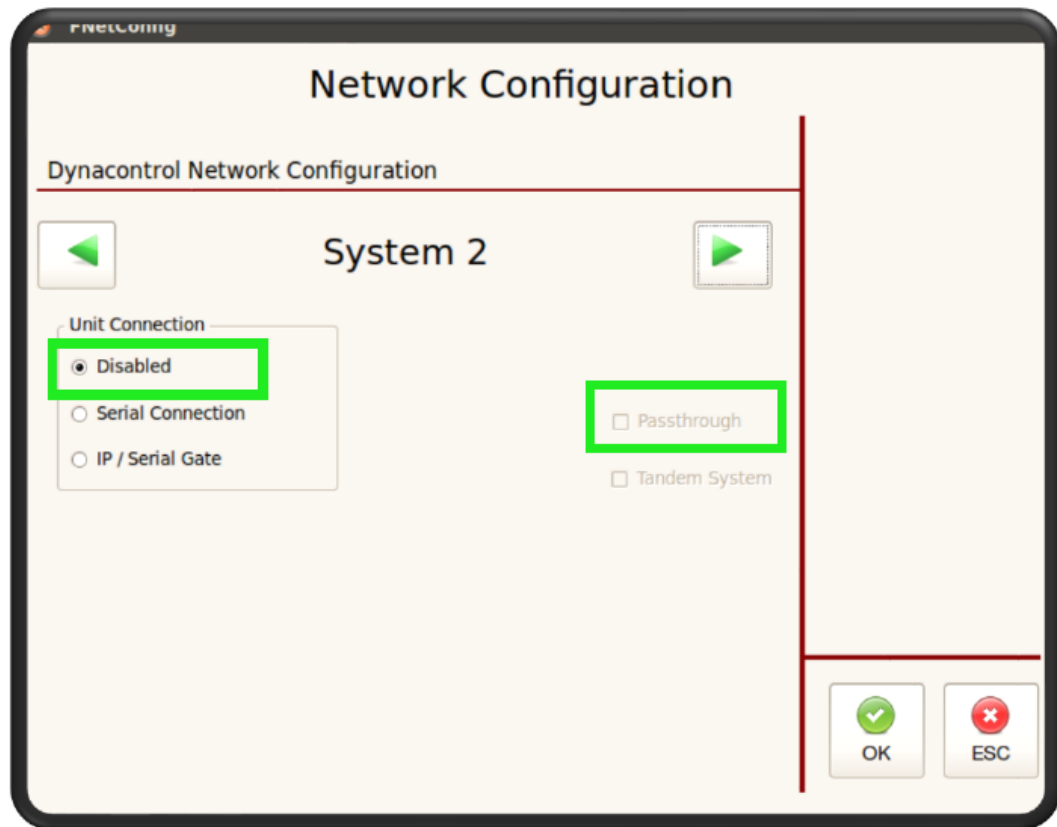 FNetConfig
Network Configuration
Dynacontrol Network Configuration
System 2
Unit Connection
Disabled
Serial Connection
IP / Serial Gate
Passthrough
Tandem System
OK
ESC